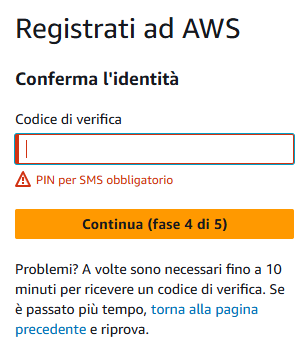 Registrati ad AWS
Conferma l'identità
Codice di verifica
PIN per SMS obbligatorio
Continua (fase 4 di 5)
Problemi? A volte sono necessari fino a 10
minuti per ricevere un codice di verifica. Se
è passato più tempo, torna alla pagina
precedente e riprova.